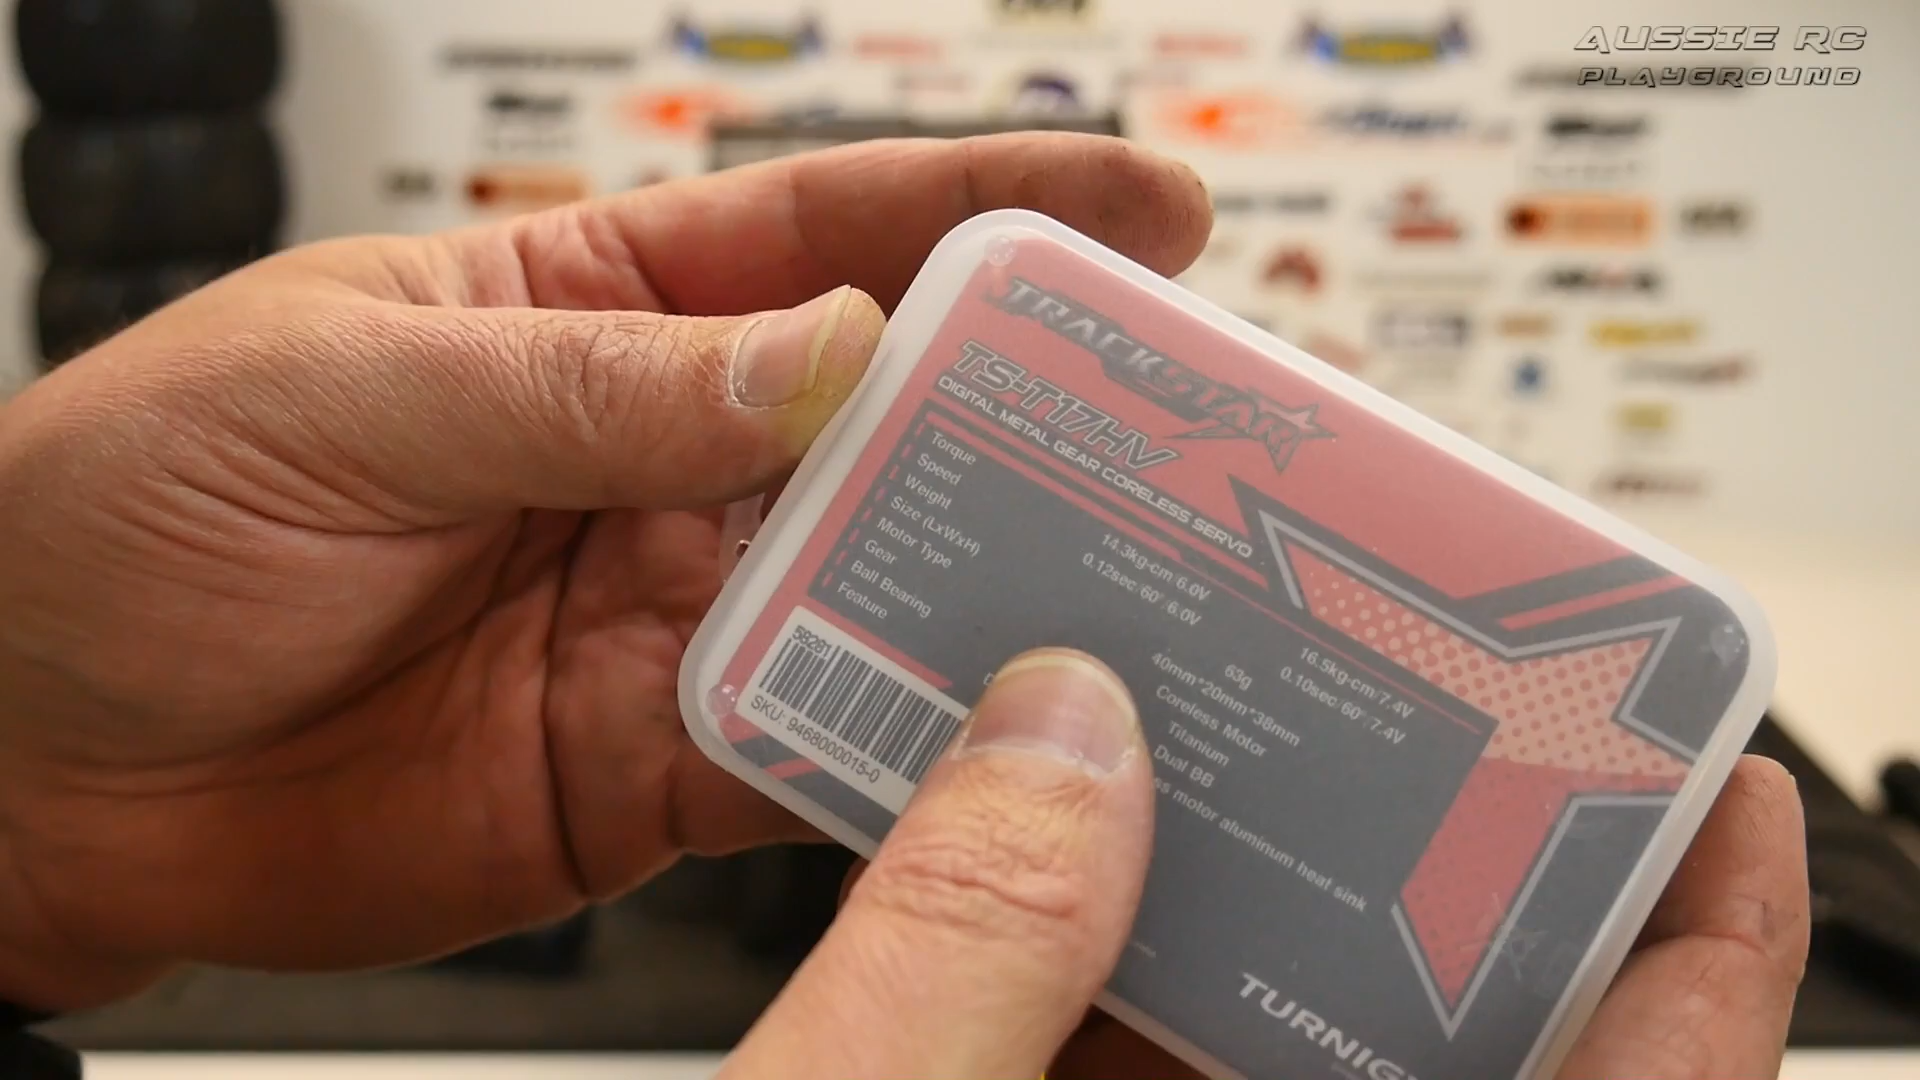 AUSSIE RC
PLAYGROUND
TRACKSTAR
TS-T17HV
DIGITAL METAL GEAR CORELESS SERVO
Torque 14.3kg-cm/6.0V 16.5kg-cm/7.4V
Speed 0.12sec/60°/6.0V 0.10sec/60°/7.4V
Weight 63g
Size (LxWxH) 40mm*20mm*38mm
Motor Type Coreless Motor
Gear Titanium
Ball Bearing Dual BB
Feature motor aluminum heat sink
58281
SKU: 9468000015-0
TURNIG